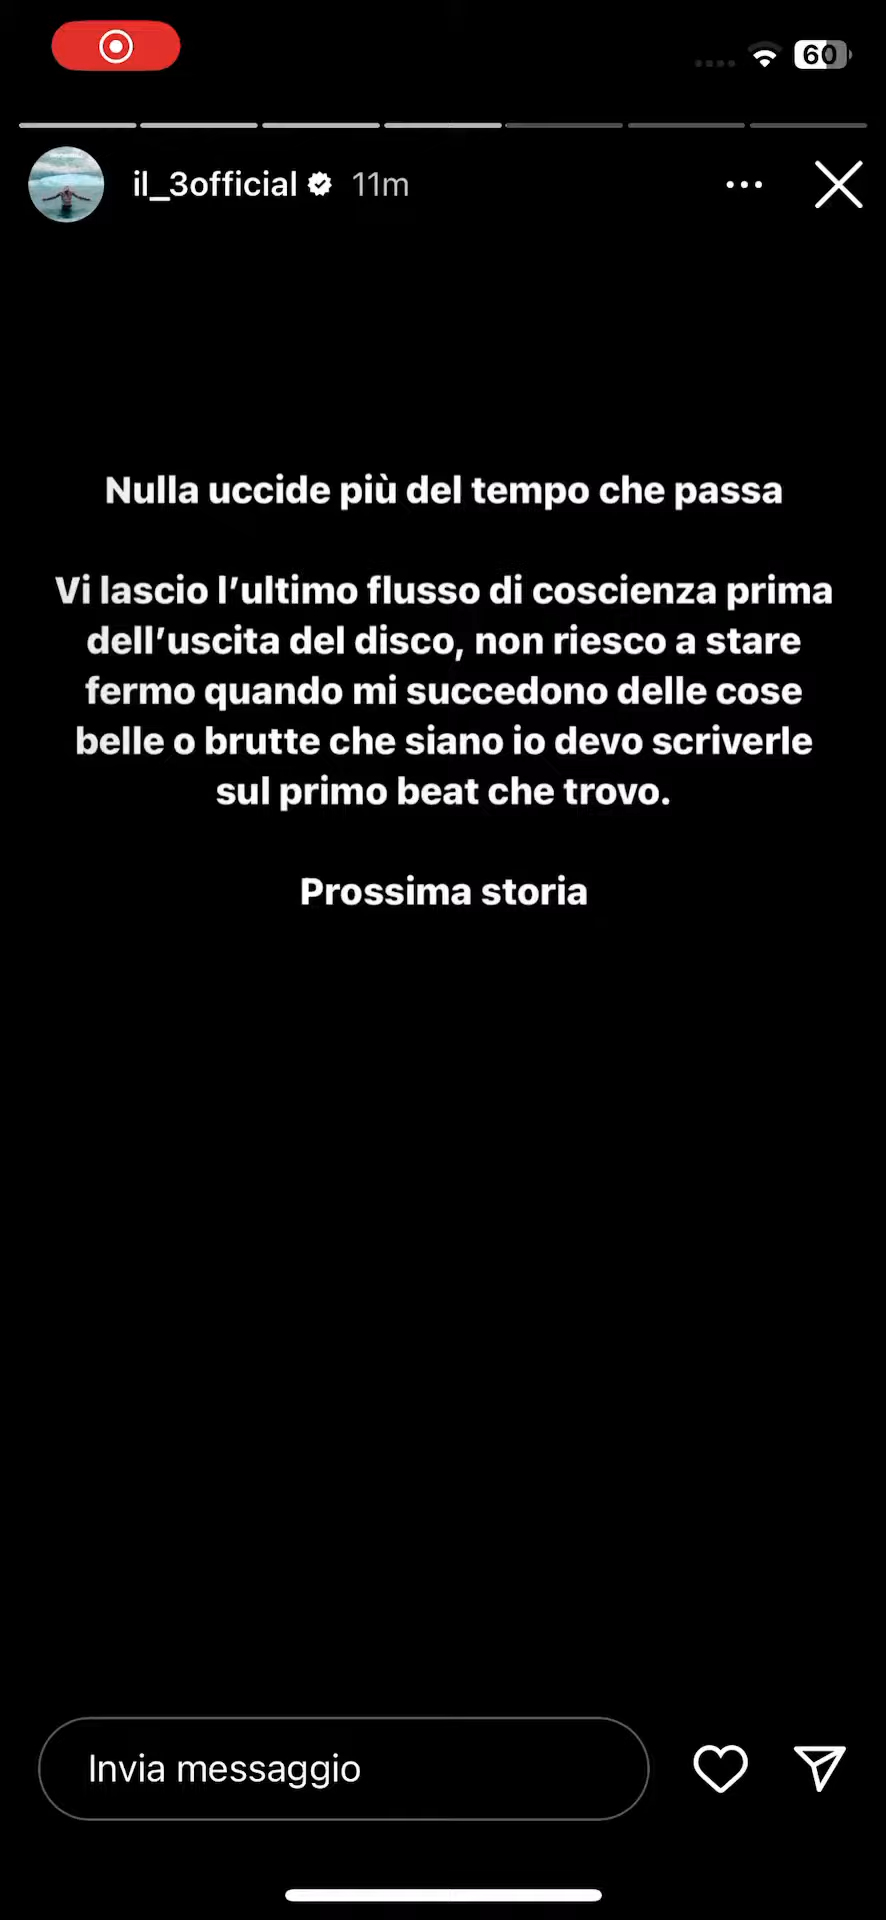 60
il_3official 11m
Nulla uccide più del tempo che passa
Vi lascio l’ultimo flusso di coscienza prima
dell’uscita del disco, non riesco a stare
fermo quando mi succedono delle cose
belle o brutte che siano io devo scriverle
sul primo beat che trovo.
Prossima storia
Invia messaggio